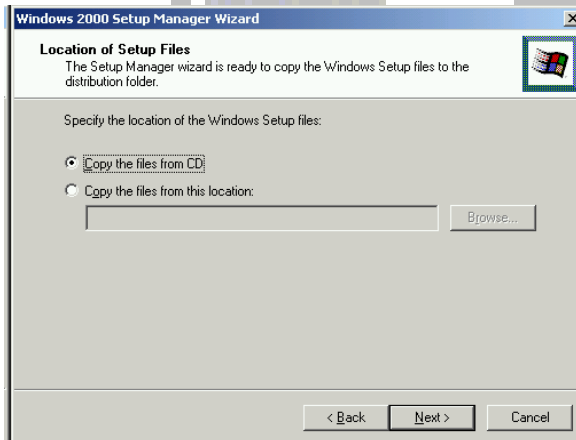 Windows 2000 Setup Manager Wizard
Location of Setup Files
The Setup Manager wizard is ready to copy the Windows Setup files to the
distribution folder.
Specify the location of the Windows Setup files:
Copy the files from CD
Copy the files from this location:
Browse...
< Back
Next >
Cancel